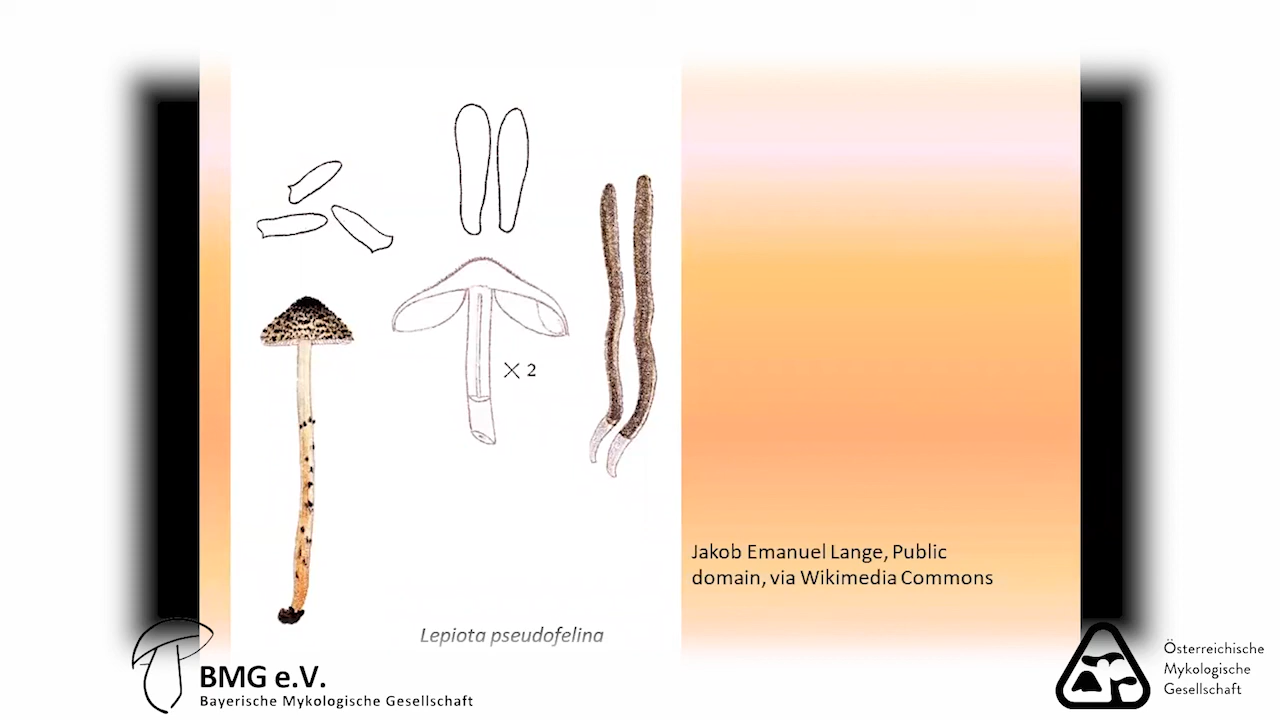 × 2
Jakob Emanuel Lange, Public
domain, via Wikimedia Commons
Lepiota pseudofelina
BMG e.V.
Bayerische Mykologische Gesellschaft
Österreichische
Mykologische
Gesellschaft